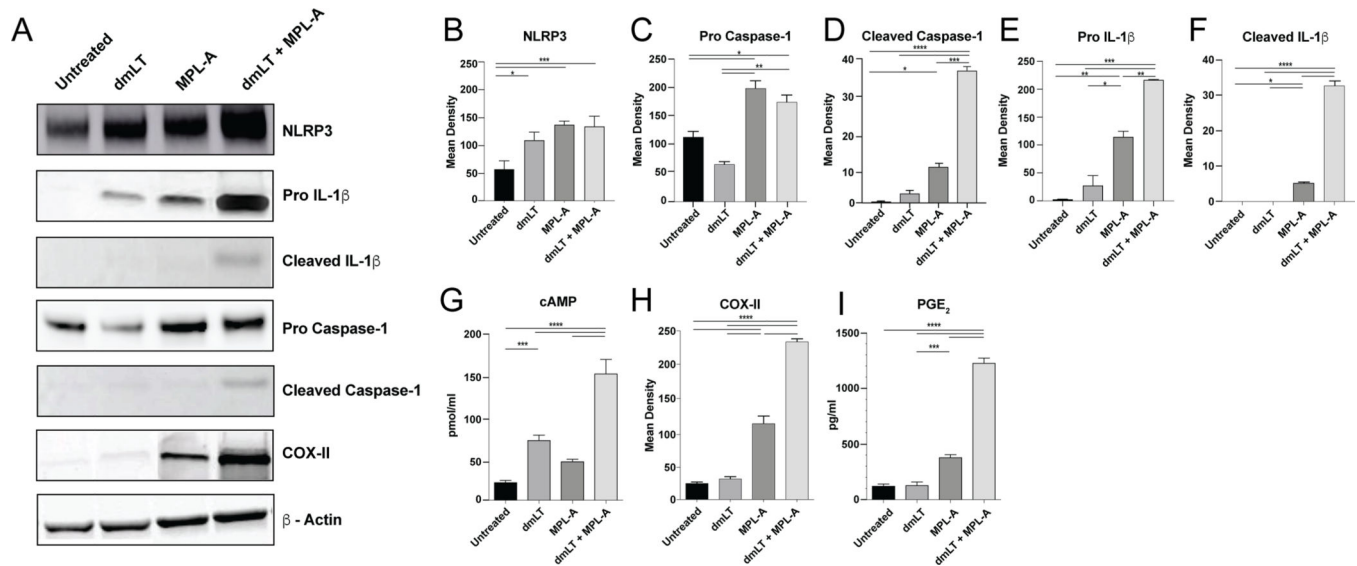 A
Untreated
dmLT
MPL-A
dmLT + MPL-A
NLRP3
Pro IL-1β
Cleaved IL-1β
Pro Caspase-1
Cleaved Caspase-1
COX-II
β - Actin
B
NLRP3
***
*
Mean Density
250
200
150
100
50
0
Untreated
dmLT
MPL-A
dmLT + MPL-A
C
Pro Caspase-1
*
**
Mean Density
250
200
150
100
50
0
Untreated
dmLT
MPL-A
dmLT + MPL-A
D
Cleaved Caspase-1
****
***
*
Mean Density
40
30
20
10
0
Untreated
dmLT
MPL-A
dmLT + MPL-A
E
Pro IL-1β
***
** **
*
Mean Density
250
200
150
100
50
0
Untreated
dmLT
MPL-A
dmLT + MPL-A
F
Cleaved IL-1β
****
*
Mean Density
40
30
20
10
0
Untreated
dmLT
MPL-A
dmLT + MPL-A
G
cAMP
****
***
pmol/ml
200
150
100
50
0
Untreated
dmLT
MPL-A
dmLT + MPL-A
H
COX-II
****
Mean Density
250
200
150
100
50
0
Untreated
dmLT
MPL-A
dmLT + MPL-A
I
PGE₂
****
***
pg/ml
1500
1000
500
0
Untreated
dmLT
MPL-A
dmLT + MPL-A